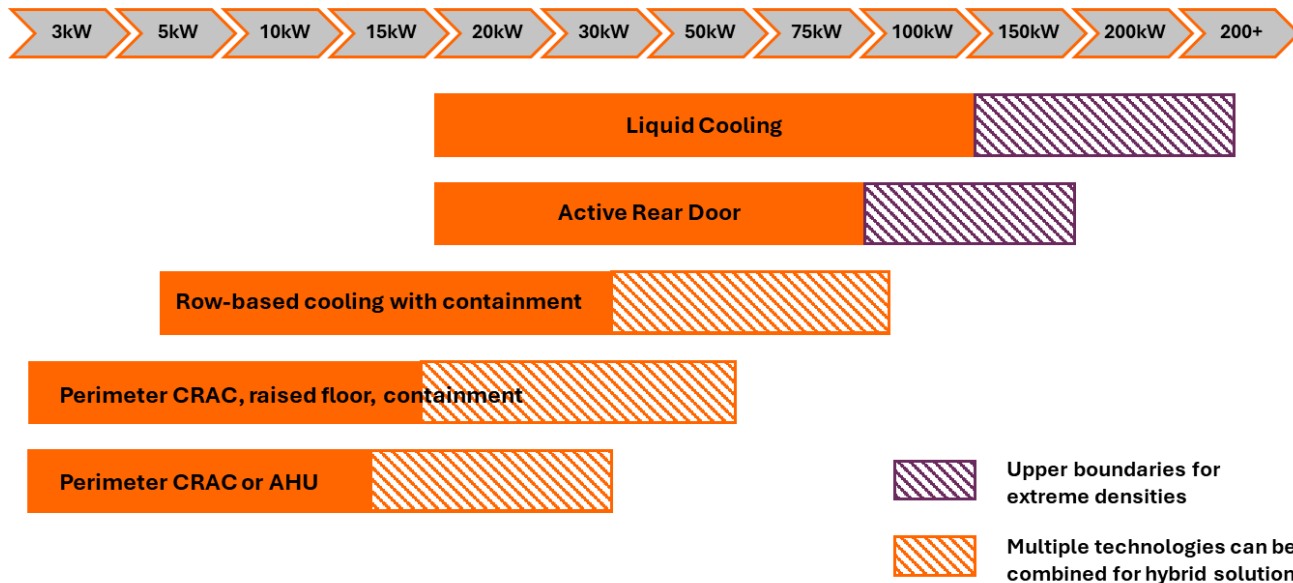 3kW 5kW 10kW 15kW 20kW 30kW 50kW 75kW 100kW 150kW 200kW 200+
Liquid Cooling
Active Rear Door
Row-based cooling with containment
Perimeter CRAC, raised floor, containment
Perimeter CRAC or AHU
Upper boundaries for
extreme densities
Multiple technologies can be
combined for hybrid solution